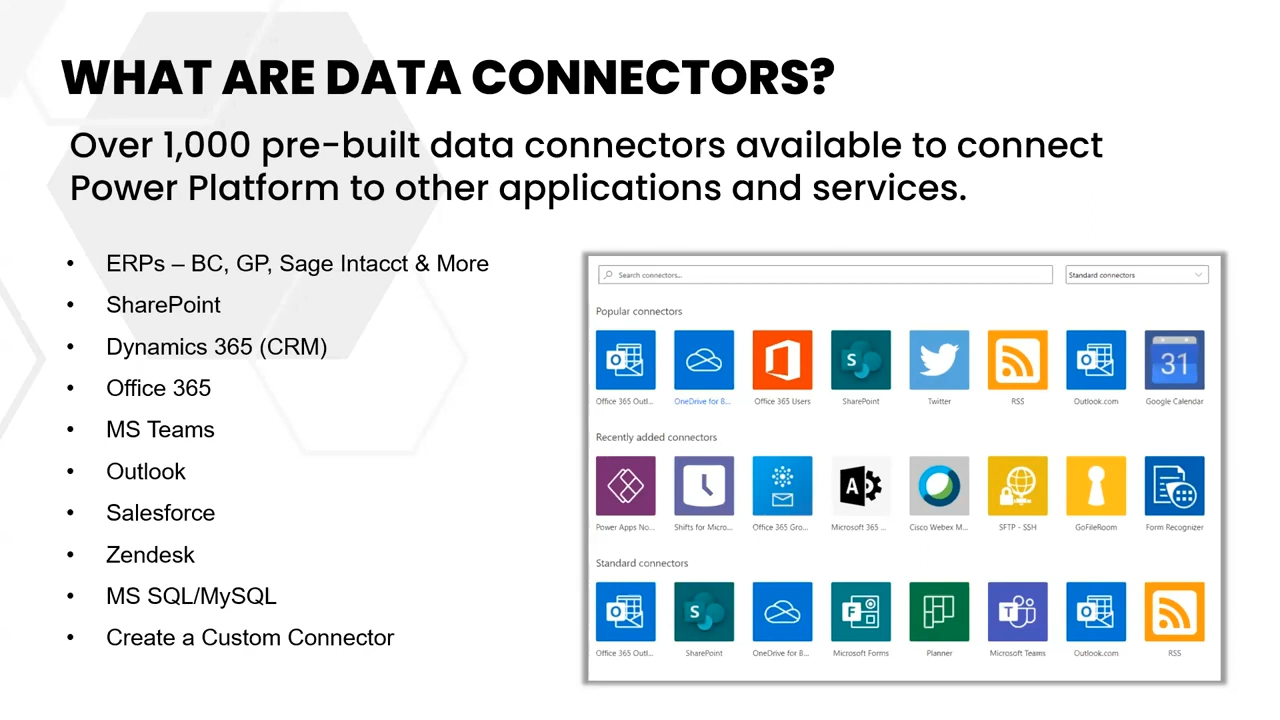 WHAT ARE DATA CONNECTORS?
Over 1,000 pre-built data connectors available to connect
Power Platform to other applications and services.
• ERPs – BC, GP, Sage Intacct & More
• SharePoint
• Dynamics 365 (CRM)
• Office 365
• MS Teams
• Outlook
• Salesforce
• Zendesk
• MS SQL/MySQL
• Create a Custom Connector
Search connectors...
Standard connectors
Popular connectors
31
Office 365 Outl...
OneDrive for B...
Office 365 Users
SharePoint
Twitter
RSS
Outlook.com
Google Calendar
Recently added connectors
Power Apps No...
Shifts for Micro...
Office 365 Gro...
Microsoft 365 ...
Cisco Webex M...
SFTP - SSH
GoFileRoom
Form Recognizer
Standard connectors
Office 365 Outl...
SharePoint
OneDrive for B...
Microsoft Forms
Planner
Microsoft Teams
Outlook.com
RSS